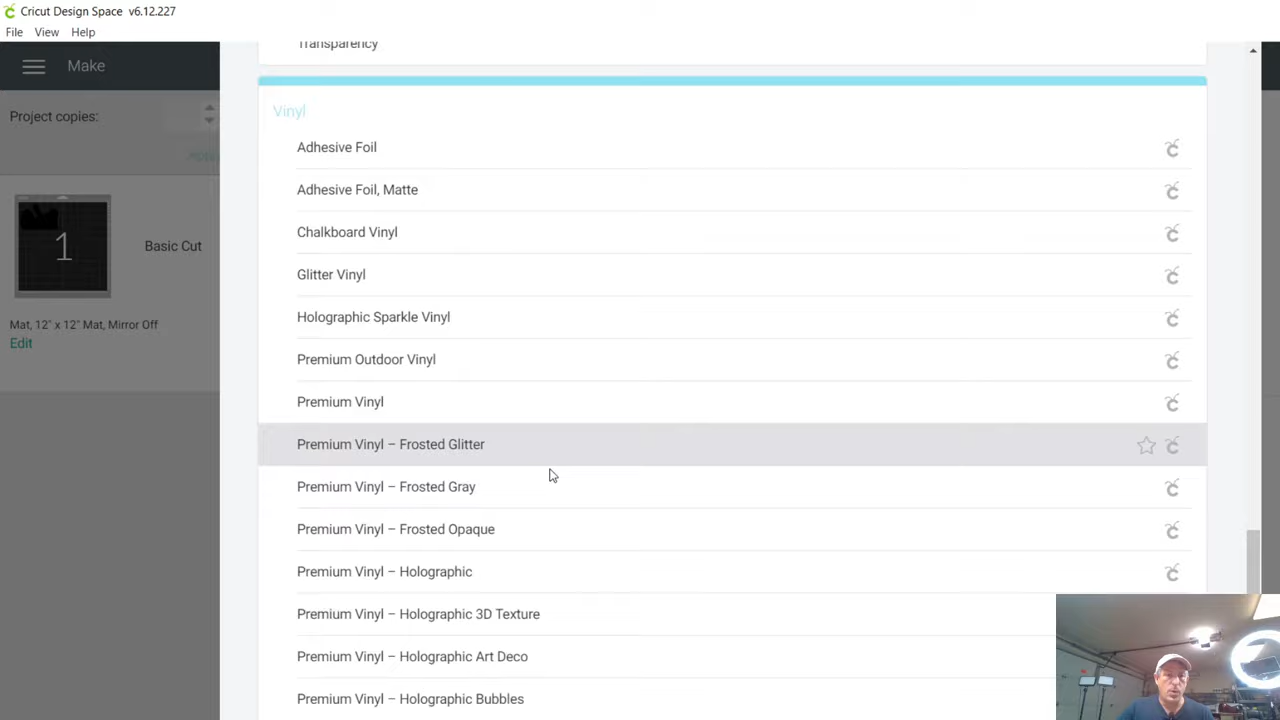 Cricut Design Space v6.12.227
File View Help
Transparency
Make
Project copies:
Vinyl
Adhesive Foil
Apply
Adhesive Foil, Matte
Chalkboard Vinyl
1
Basic Cut
Glitter Vinyl
Holographic Sparkle Vinyl
Mat, 12" x 12" Mat, Mirror Off
Edit
Premium Outdoor Vinyl
Premium Vinyl
Premium Vinyl – Frosted Glitter
Premium Vinyl – Frosted Gray
Premium Vinyl – Frosted Opaque
Premium Vinyl – Holographic
Premium Vinyl – Holographic 3D Texture
Premium Vinyl – Holographic Art Deco
Premium Vinyl – Holographic Bubbles